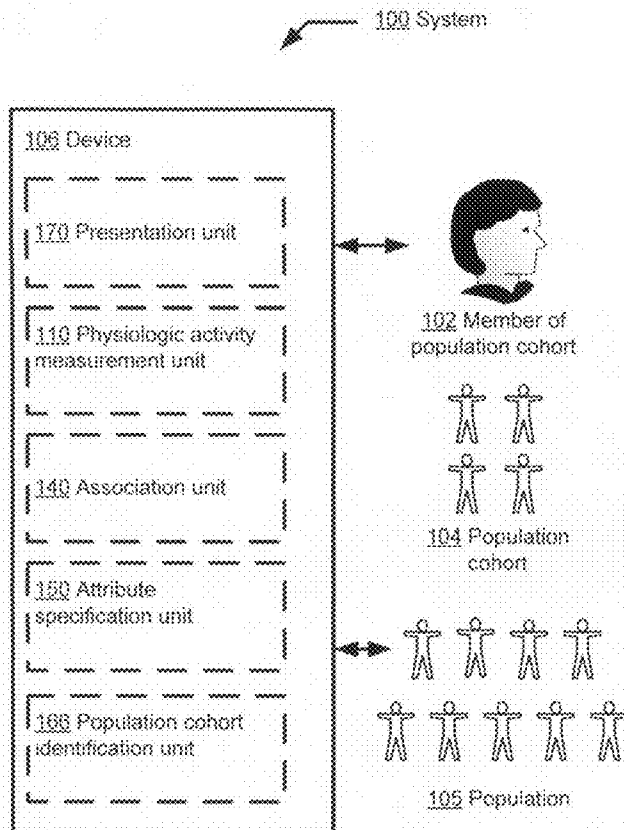 100 System
106 Device
170 Presentation unit
110 Physiologic activity
measurement unit
140 Association unit
150 Attribute
specification unit
166 Population cohort
identification unit
102 Member of
population cohort
104 Population
cohort
105 Population